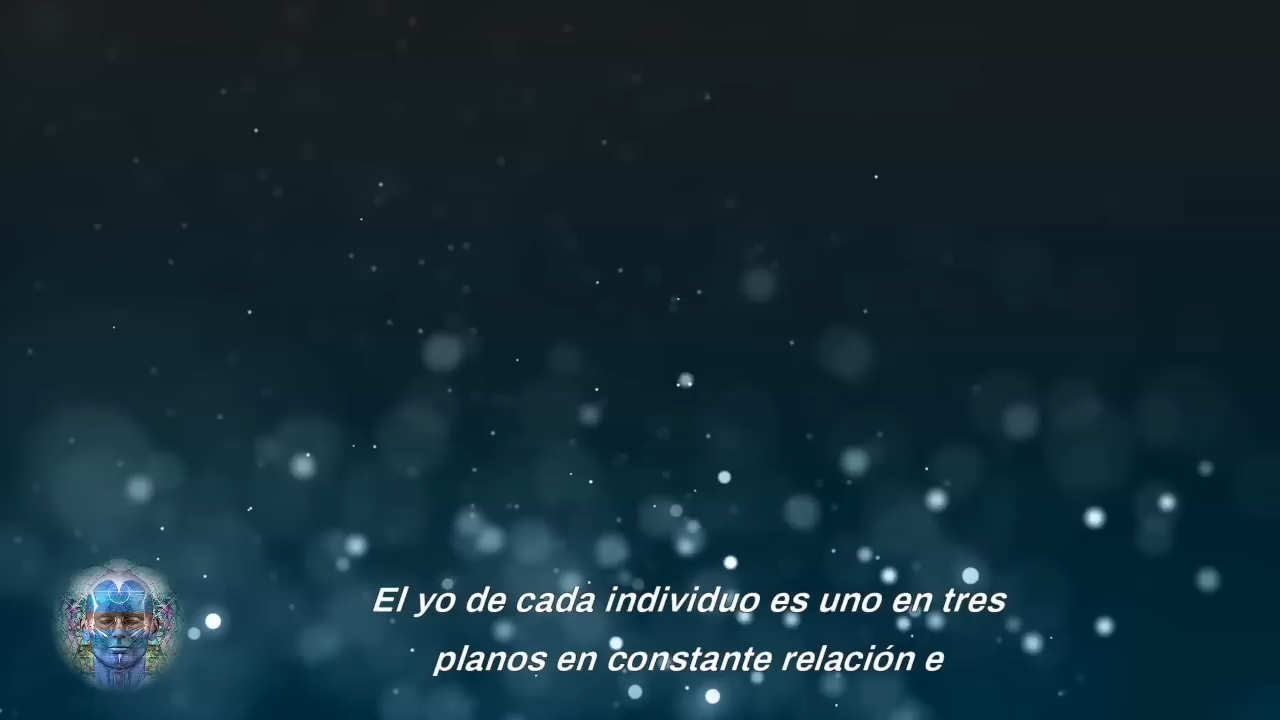 El yo de cada individuo es uno en tres
planos en constante relación e